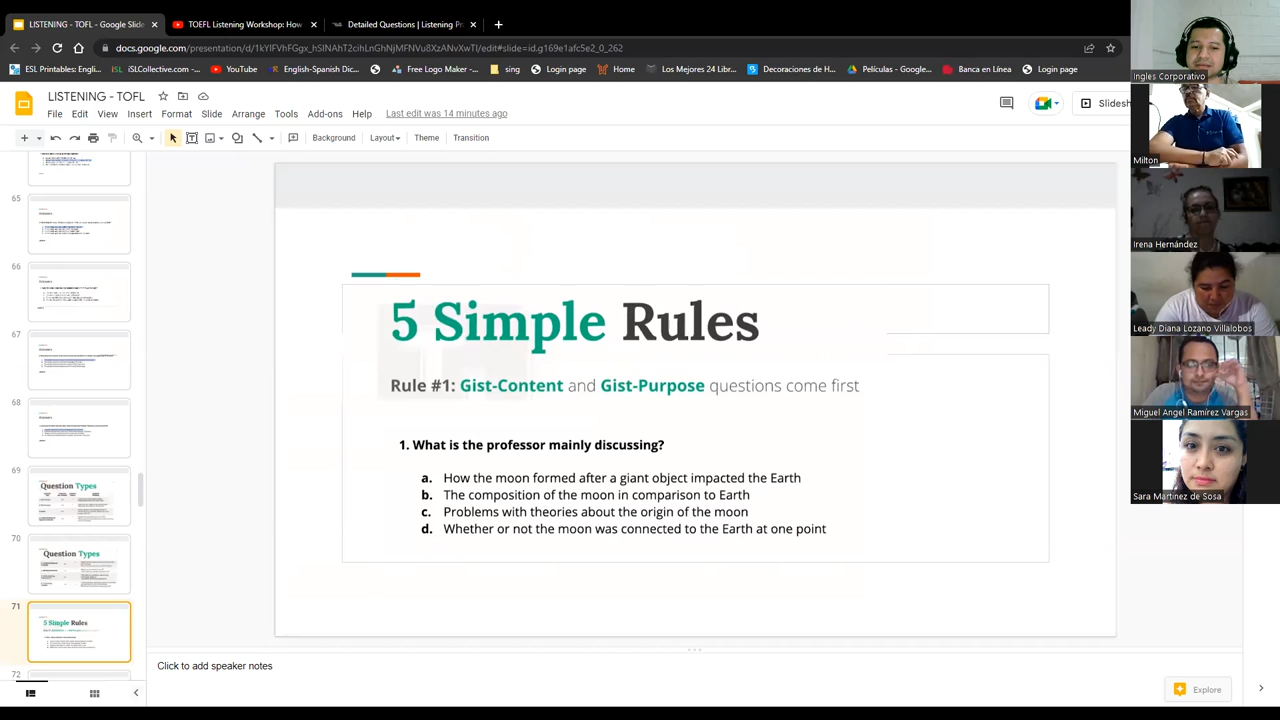 LISTENING - TOFL - Google Slide
TOEFL Listening Workshop: How
Detailed Questions | Listening Pr
docs.google.com/presentation/d/1kYlFVhFGgx_hSlNAhT2cihLnGhNjMFNVu8XzANvXwTI/edit#slide=id.g169e1afc5e2_0_262
ESL Printables: Engli...
iSLCollective.com -...
YouTube
English-Spanish Dic...
Free Logo Maker -...
Login page
Home
Los Mejores 24 Libr...
Donaciones de H...
Películas - Google...
Banca en Línea
Login page
LISTENING - TOFL
File Edit View Insert Format Slide Arrange Tools Add-ons Help
Last edit was 14 minutes ago
Slidesh
Background Layout Theme Transition
65
66
67
68
69
Question Types
70
Question Types
71
5 Simple Rules
72
5 Simple Rules
Rule #1: Gist-Content and Gist-Purpose questions come first
1. What is the professor mainly discussing?
a. How the moon formed after a giant object impacted the Earth
b. The composition of the moon in comparison to Earth
c. Problems with theories about the origin of the moon
d. Whether or not the moon was connected to the Earth at one point
Click to add speaker notes
Explore
Ingles Corporativo
Milton
Irena Hernández
Leady Diana Lozano Villalobos
Miguel Angel Ramírez Vargas
Sara Martinez de Sosa